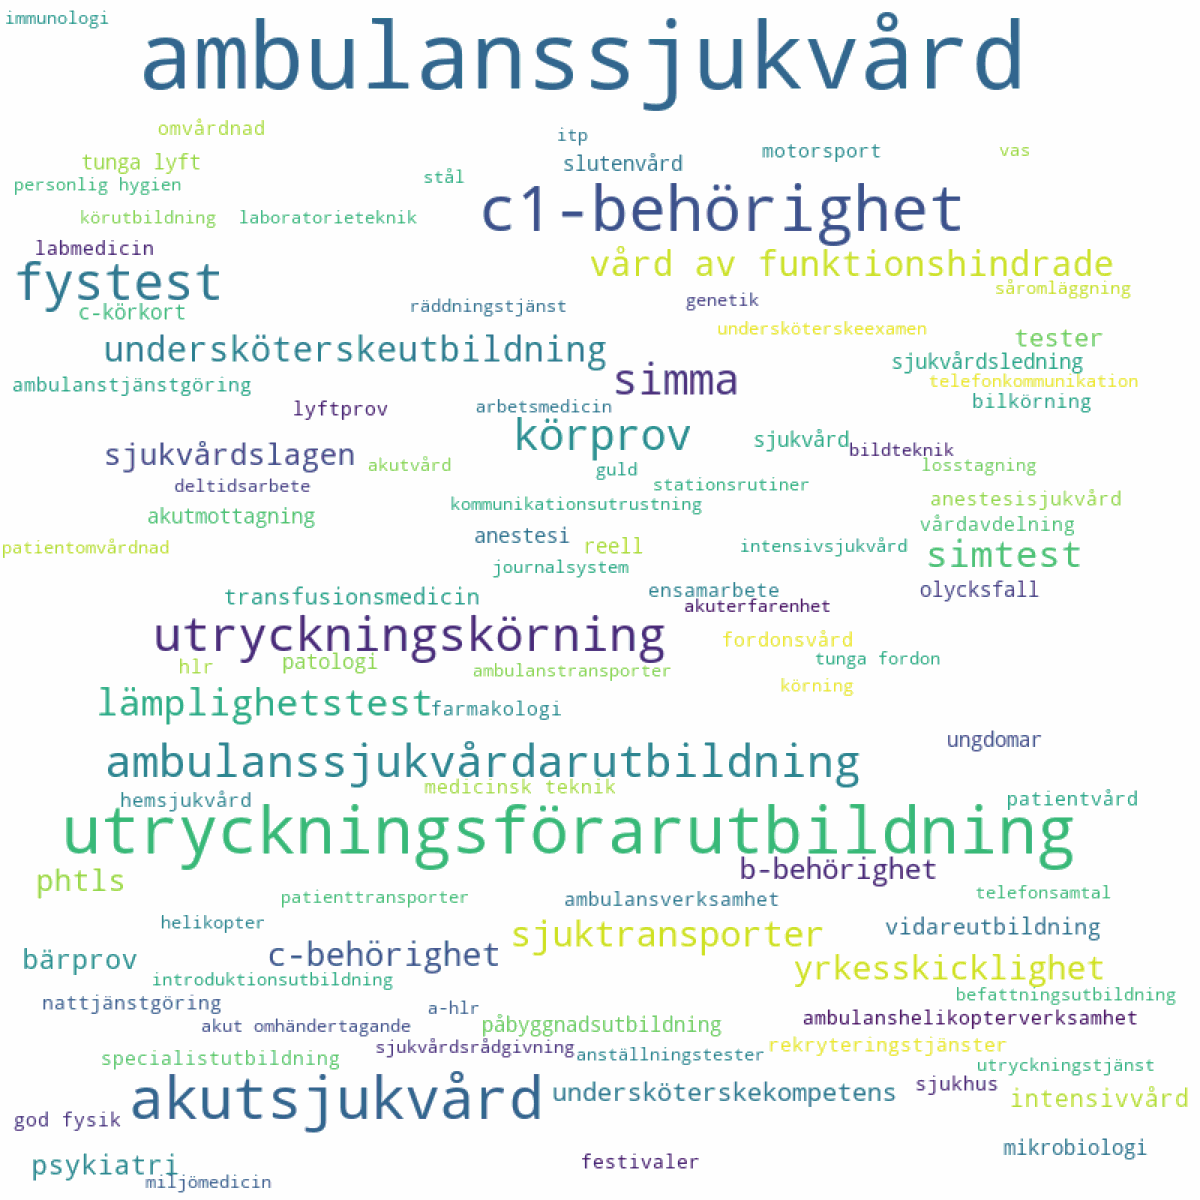 immunologi
ambulanssjukvård
omvårdnad
itp
motorsport
vas
tunga lyft
slutenvård
personlig hygien
stål
körutbildning
laboratorieteknik
c1-behörighet
labmedicin
vård av funktionshindrade
fystest
såromläggning
c-körkort
räddningstjänst
genetik
undersköterskeexamen
tester
undersköterskeutbildning
sjukvårdsledning
simma
telefonkommunikation
ambulanstjänstgöring
bilkörning
lyftprov
arbetsmedicin
körprov
sjukvård
bildteknik
sjukvårdslagen
akutvård
guld
losstagning
deltidsarbete
stationsrutiner
anestesisjukvård
kommunikationsutrustning
akutmottagning
vårdavdelning
anestesi
patientomvårdnad
reell
intensivsjukvård
simtest
journalsystem
ensamarbete
olycksfall
transfusionsmedicin
akuterfarenhet
utryckningskörning
fordonsvård
hlr
patologi
ambulanstransporter
tunga fordon
körning
lämplighetstest
farmakologi
ungdomar
ambulanssjukvårdarutbildning
medicinsk teknik
hemsjukvård
patientvård
utryckningsförarutbildning
b-behörighet
phtls
patienttransporter
ambulansverksamhet
telefonsamtal
helikopter
sjuktransporter
vidareutbildning
bärprov
c-behörighet
yrkesskicklighet
introduktionsutbildning
befattningsutbildning
nattjänstgöring
a-hlr
ambulanshelikopterverksamhet
akut omhändertagande
påbyggnadsutbildning
sjukvårdsrådgivning
anställningstester
rekryteringstjänster
specialistutbildning
utryckningstjänst
akutsjukvård
undersköterskekompetens
sjukhus
intensivvård
god fysik
mikrobiologi
psykiatri
festivaler
miljömedicin